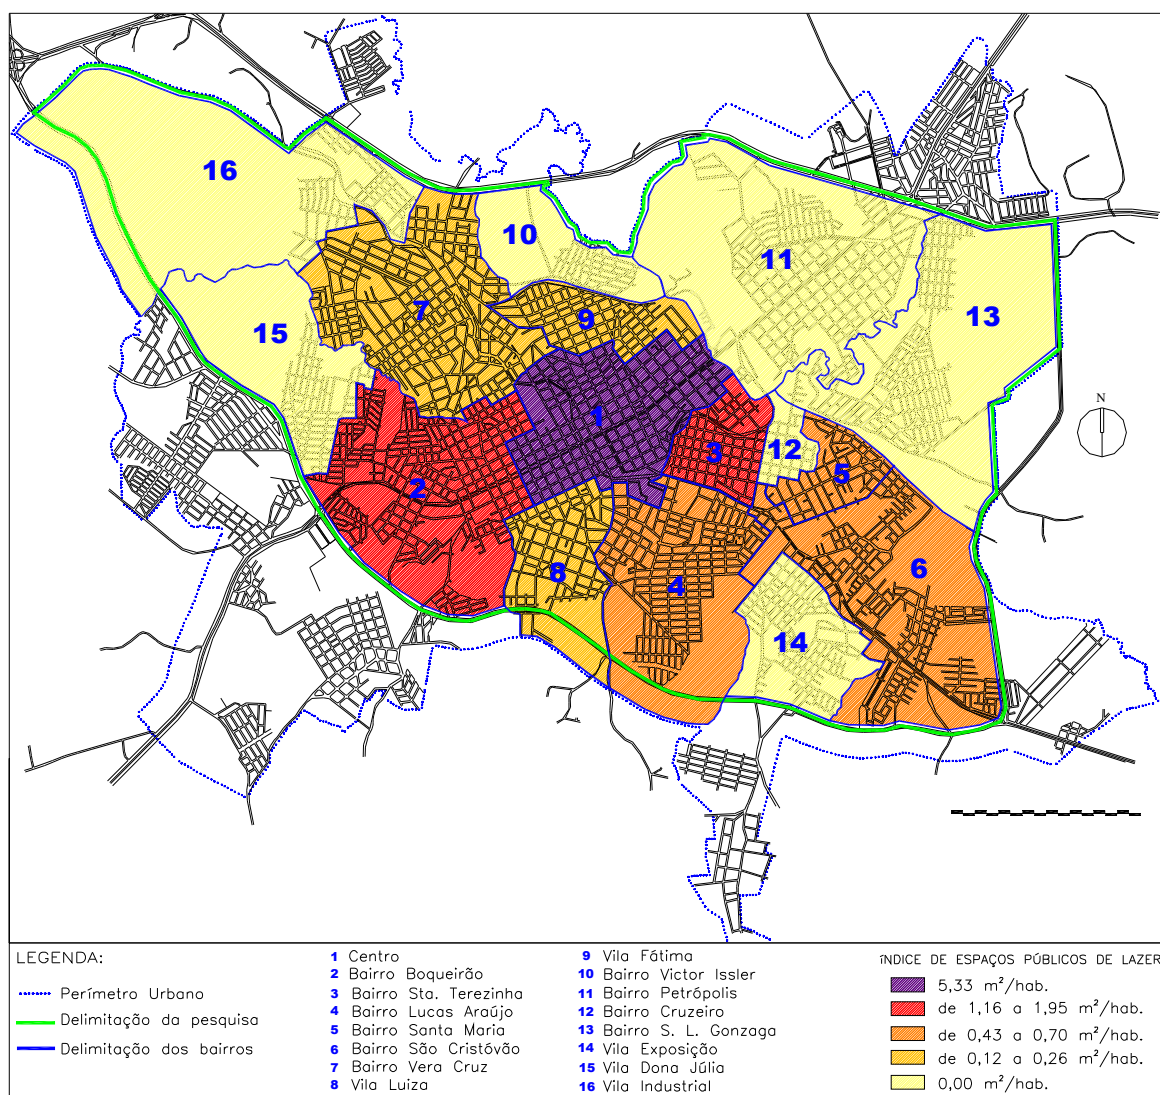 16
10
11
13
7
9
15
1
3
12
5
2
8
4
6
14
N
LEGENDA:
Perímetro Urbano
Delimitação da pesquisa
Delimitação dos bairros
1 Centro
2 Bairro Boqueirão
3 Bairro Sta. Terezinha
4 Bairro Lucas Araújo
5 Bairro Santa Maria
6 Bairro São Cristóvão
7 Bairro Vera Cruz
8 Vila Luiza
9 Vila Fátima
10 Bairro Victor Issler
11 Bairro Petrópolis
12 Bairro Cruzeiro
13 Bairro S. L. Gonzaga
14 Vila Exposição
15 Vila Dona Júlia
16 Vila Industrial
ÍNDICE DE ESPAÇOS PÚBLICOS DE LAZER
5,33 m²/hab.
de 1,16 a 1,95 m²/hab.
de 0,43 a 0,70 m²/hab.
de 0,12 a 0,26 m²/hab.
0,00 m²/hab.